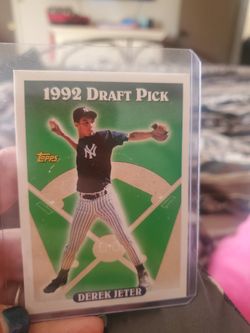 1992 DRAFT PICK
NY
Topps
DEREK JETER